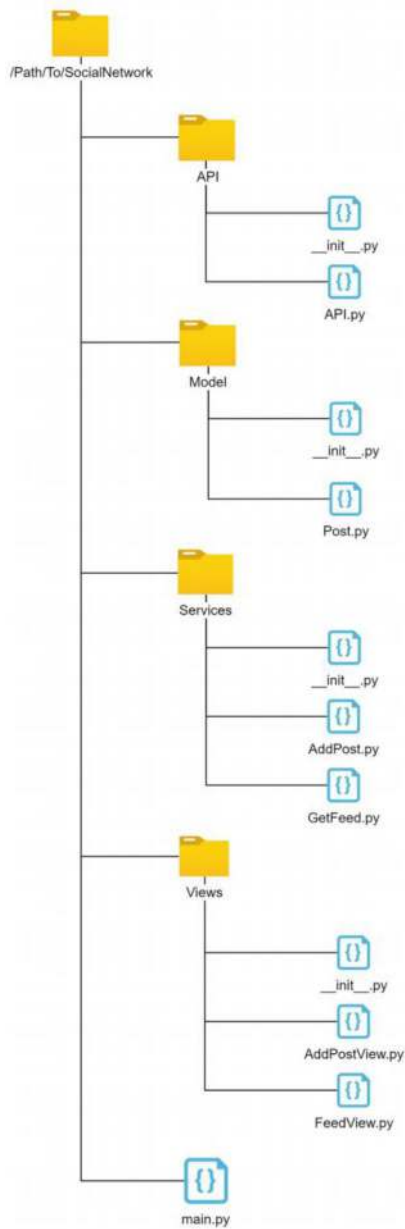 /Path/To/SocialNetwork
API
__init__.py
API.py
Model
__init__.py
Post.py
Services
__init__.py
AddPost.py
GetFeed.py
Views
__init__.py
AddPostView.py
FeedView.py
main.py